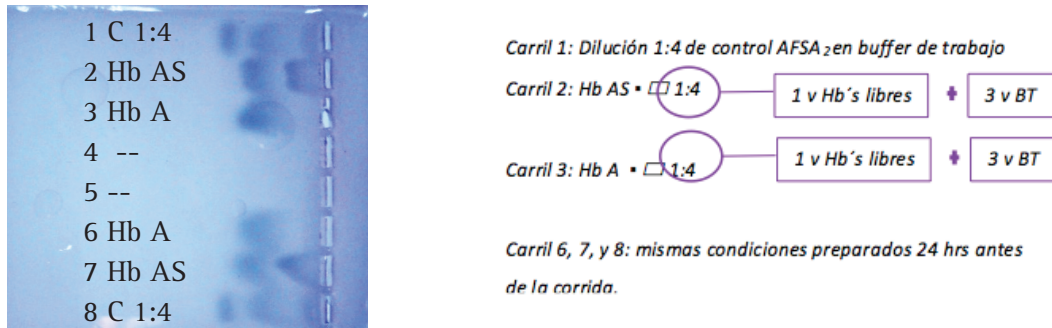 1 C 1:4
2 Hb AS
3 Hb A
4 --
5 --
6 Hb A
7 Hb AS
8 C 1:4
Carril 1: Dilución 1:4 de control AFSA₂ en buffer de trabajo
Carril 2: Hb AS ▪ 1:4
1 v Hb´s libres + 3 v BT
Carril 3: Hb A ▪ 1:4
1 v Hb´s libres + 3 v BT
Carril 6, 7, y 8: mismas condiciones preparados 24 hrs antes
de la corrida.